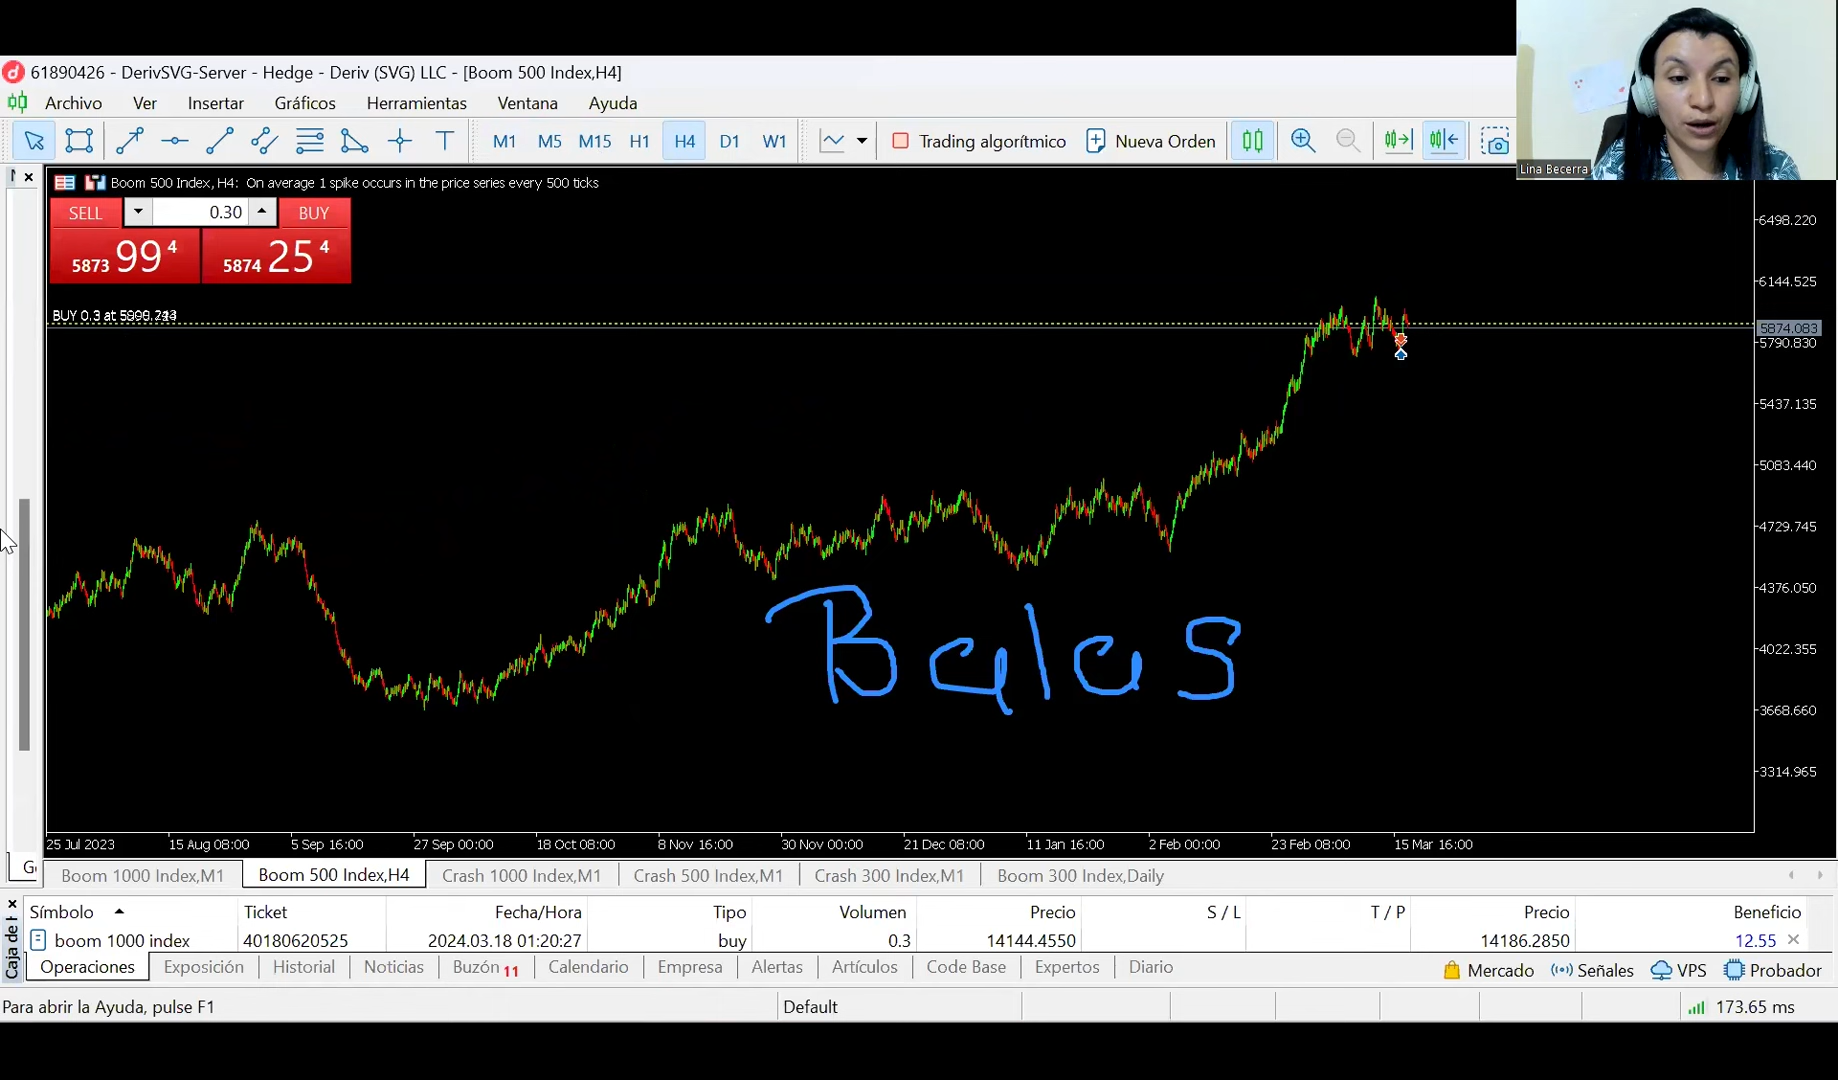 61890426 - DerivSVG-Server - Hedge - Deriv (SVG) LLC - [Boom 500 Index,H4]
Archivo Ver Insertar Gráficos Herramientas Ventana Ayuda
M1 M5 M15 H1 H4 D1 W1 Trading algorítmico Nueva Orden
Lina Becerra
Boom 500 Index, H4: On average 1 spike occurs in the price series every 500 ticks
SELL 0.30 BUY
5873 99 4 5874 25 4
6498.220
6144.525
BUY 0.3 at
5874.083
5790.830
5437.135
5083.440
4729.745
4376.050
4022.355
3668.660
3314.965
Balas
25 Jul 2023 15 Aug 08:00 5 Sep 16:00 27 Sep 00:00 18 Oct 08:00 8 Nov 16:00 30 Nov 00:00 21 Dec 08:00 11 Jan 16:00 2 Feb 00:00 23 Feb 08:00 15 Mar 16:00
Boom 1000 Index,M1 Boom 500 Index,H4 Crash 1000 Index,M1 Crash 500 Index,M1 Crash 300 Index,M1 Boom 300 Index,Daily
Símbolo Ticket Fecha/Hora Tipo Volumen Precio S / L T / P Precio Beneficio
boom 1000 index 40180620525 2024.03.18 01:20:27 buy 0.3 14144.4550 14186.2850 12.55
Caja de
Operaciones Exposición Historial Noticias Buzón 11 Calendario Empresa Alertas Artículos Code Base Expertos Diario Mercado Señales VPS Probador
Para abrir la Ayuda, pulse F1 Default 173.65 ms